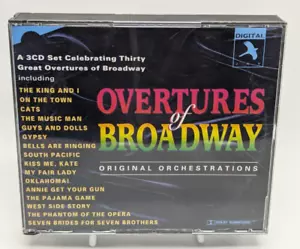 DIGITAL
A 3CD Set Celebrating Thirty
Great Overtures of Broadway
including
THE KING AND I
ON THE TOWN
CATS
THE MUSIC MAN
GUYS AND DOLLS
GYPSY
BELLS ARE RINGING
SOUTH PACIFIC
KISS ME, KATE
MY FAIR LADY
OKLAHOMA!
ANNIE GET YOUR GUN
THE PAJAMA GAME
WEST SIDE STORY
THE PHANTOM OF THE OPERA
SEVEN BRIDES FOR SEVEN BROTHERS
OVERTURES
of
BROADWAY
ORIGINAL ORCHESTRATIONS